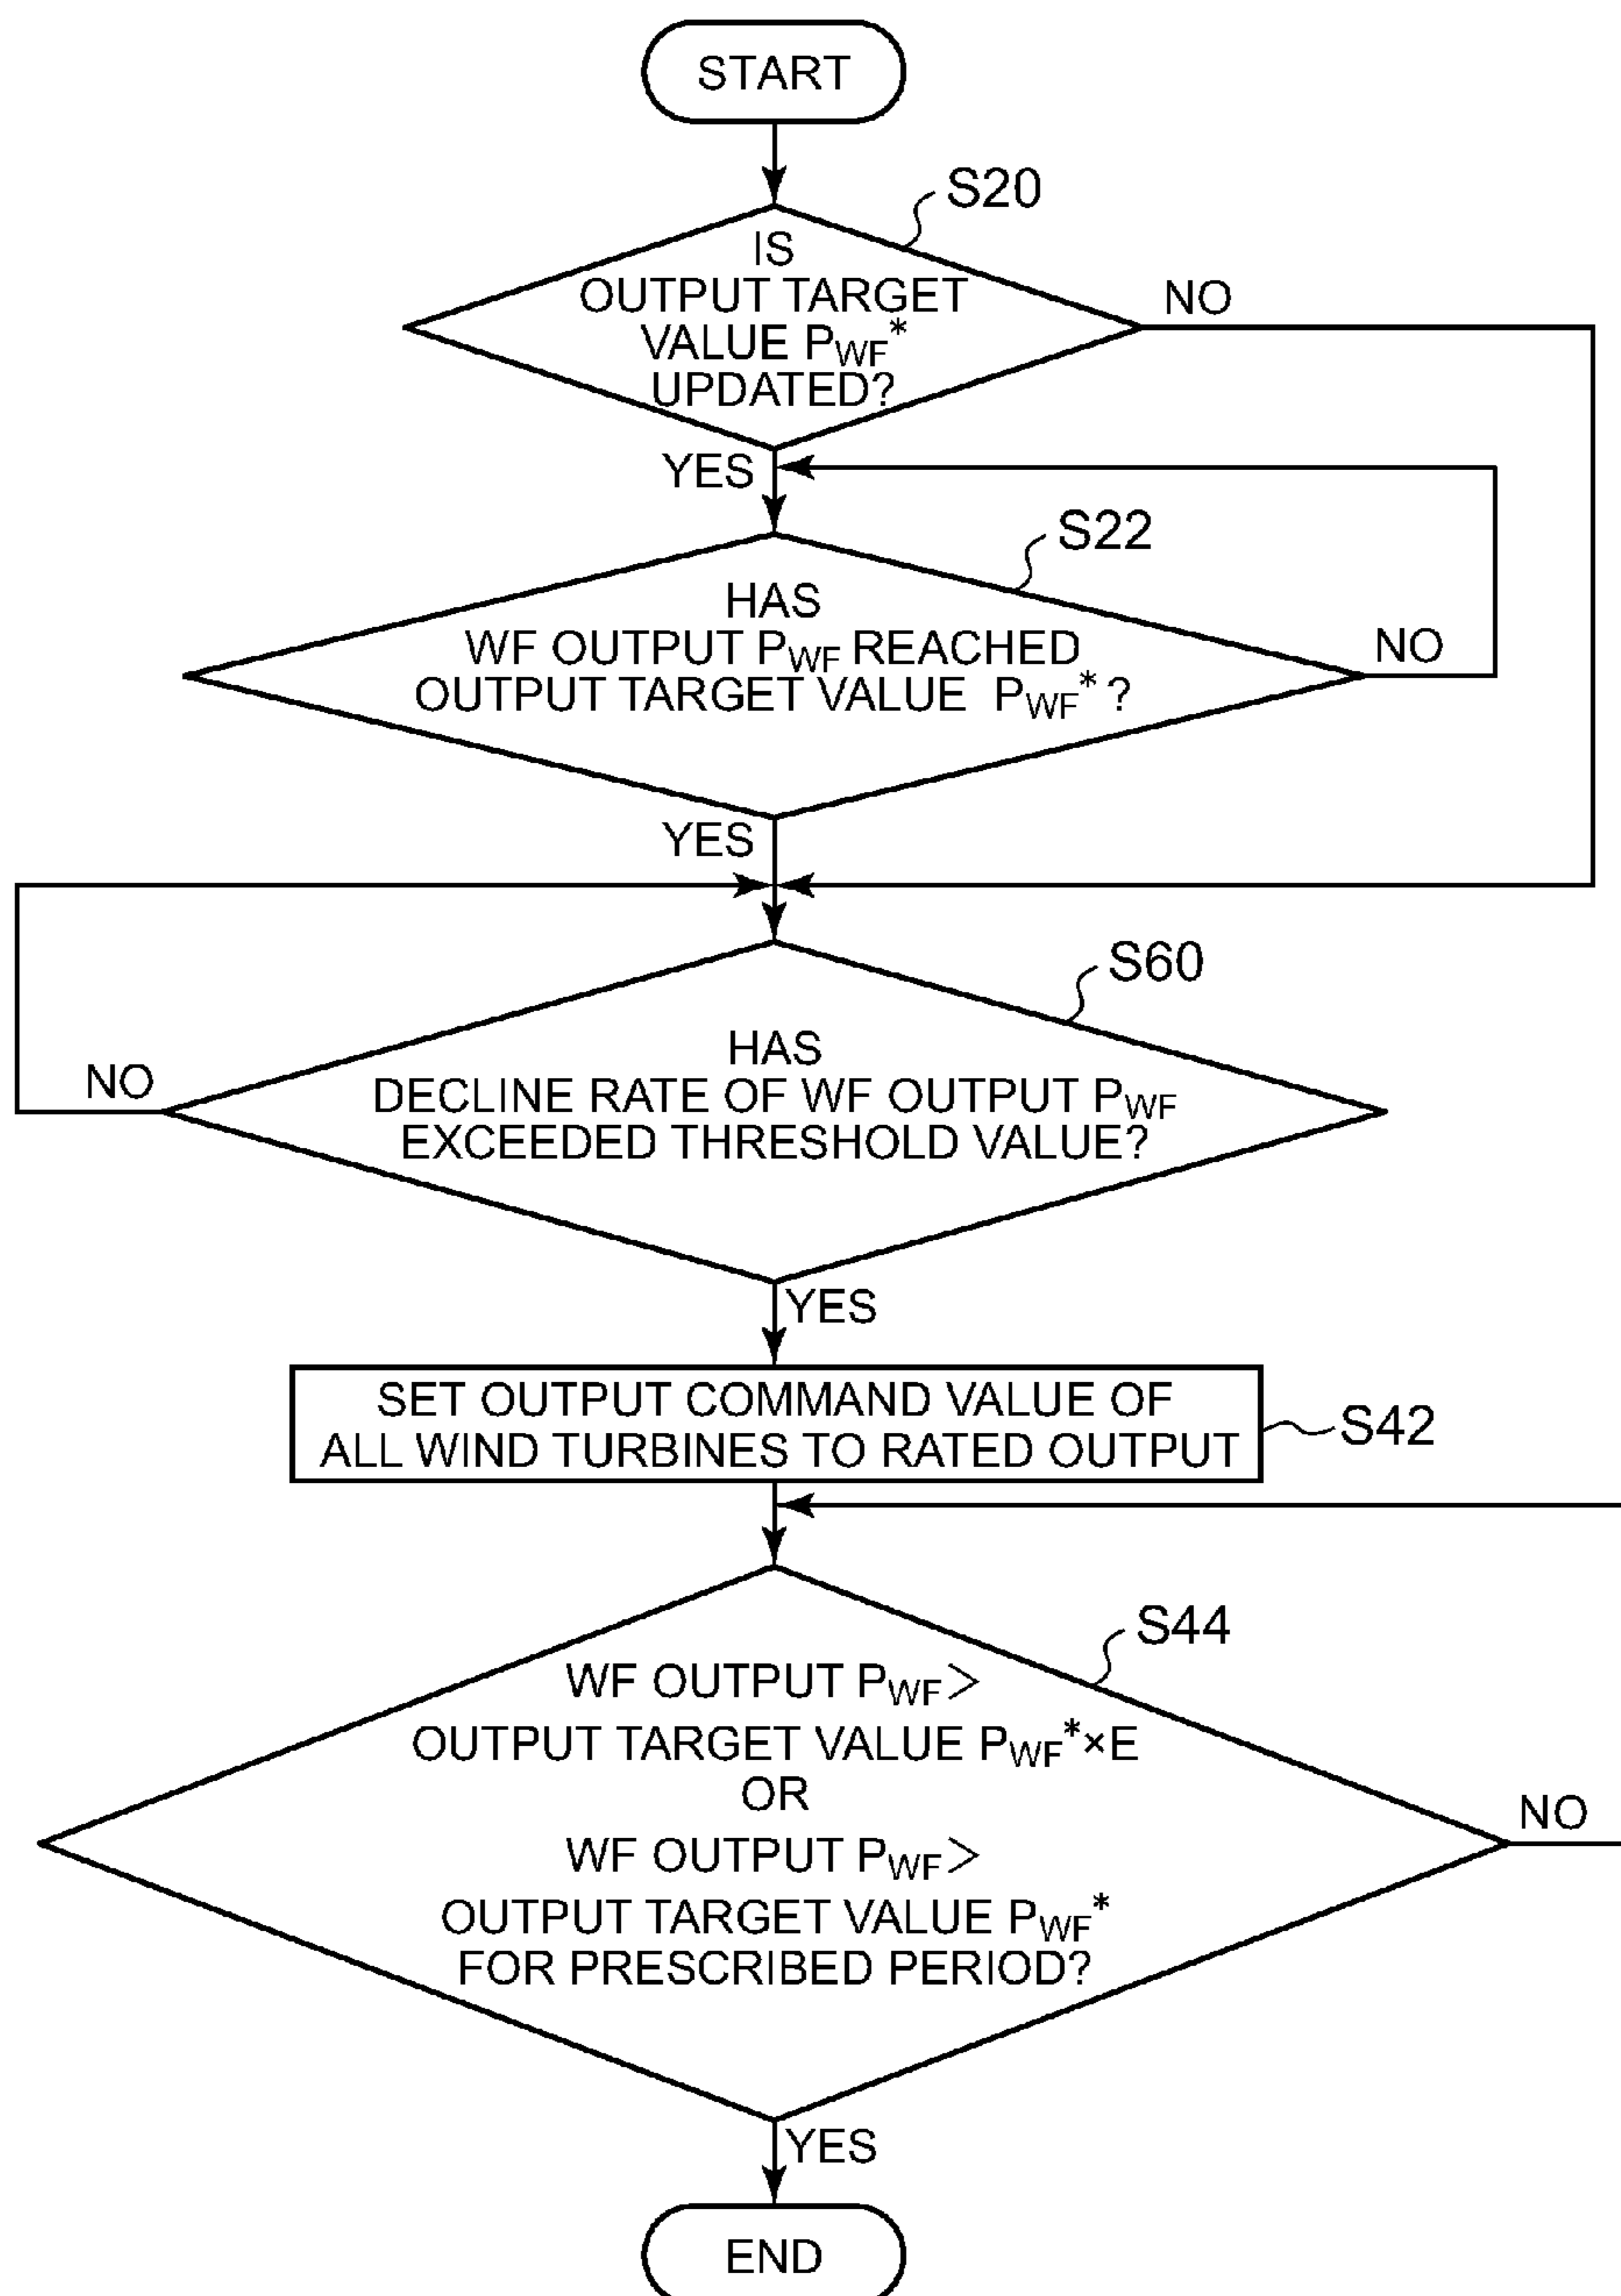 START
S20
IS
OUTPUT TARGET
VALUE PWF*
UPDATED?
NO
YES
S22
HAS
WF OUTPUT PWF REACHED
OUTPUT TARGET VALUE PWF* ?
NO
YES
S60
HAS
DECLINE RATE OF WF OUTPUT PWF
EXCEEDED THRESHOLD VALUE?
NO
YES
SET OUTPUT COMMAND VALUE OF
ALL WIND TURBINES TO RATED OUTPUT
S42
S44
WF OUTPUT PWF>
OUTPUT TARGET VALUE PWF*×E
OR
WF OUTPUT PWF>
OUTPUT TARGET VALUE PWF*
FOR PRESCRIBED PERIOD?
NO
YES
END